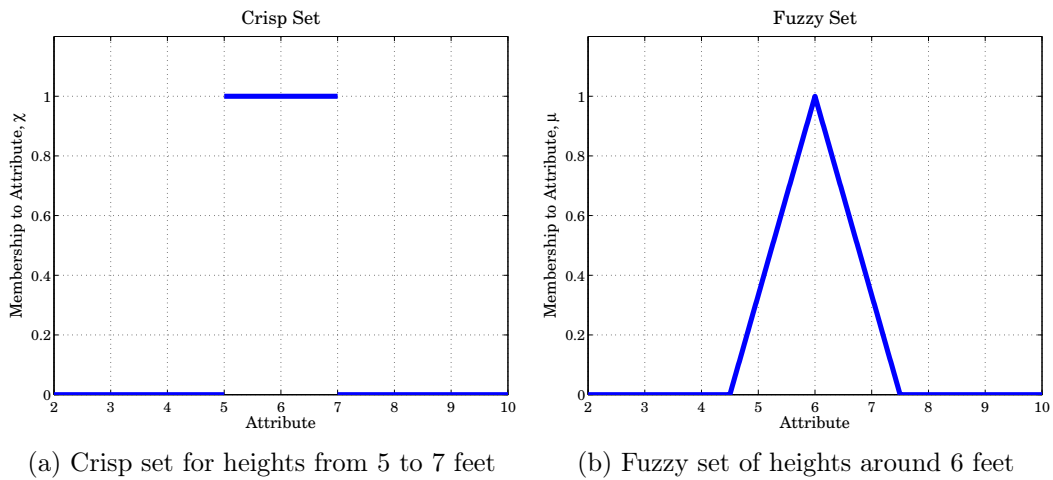 Crisp Set
Membership to Attribute, χ
1
0.8
0.6
0.4
0.2
0
2 3 4 5 6 7 8 9 10
Attribute
(a) Crisp set for heights from 5 to 7 feet
Fuzzy Set
Membership to Attribute, μ
1
0.8
0.6
0.4
0.2
0
2 3 4 5 6 7 8 9 10
Attribute
(b) Fuzzy set of heights around 6 feet